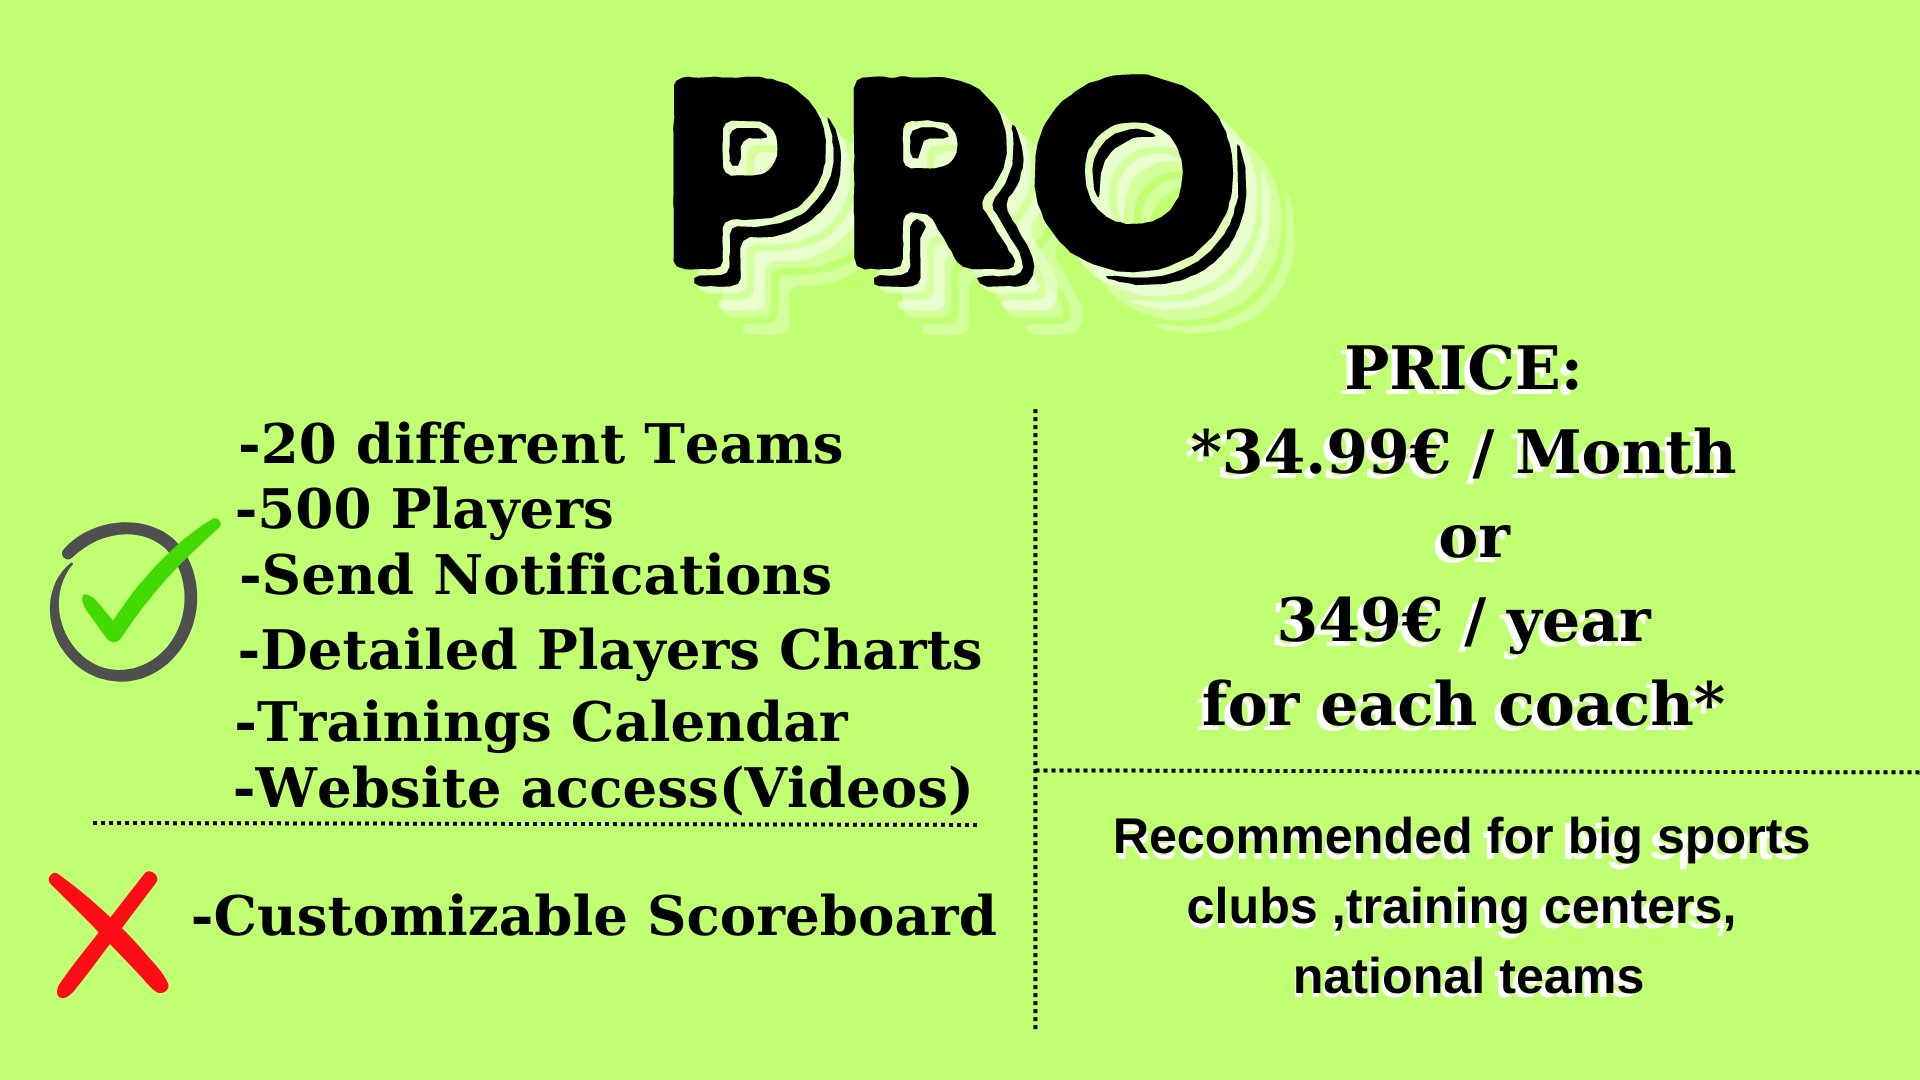 PRO
-20 different Teams
-500 Players
-Send Notifications
-Detailed Players Charts
-Trainings Calendar
-Website access(Videos)
-Customizable Scoreboard
PRICE:
*34.99€ / Month
or
349€ / year
for each coach*
Recommended for big sports
clubs ,training centers,
national teams